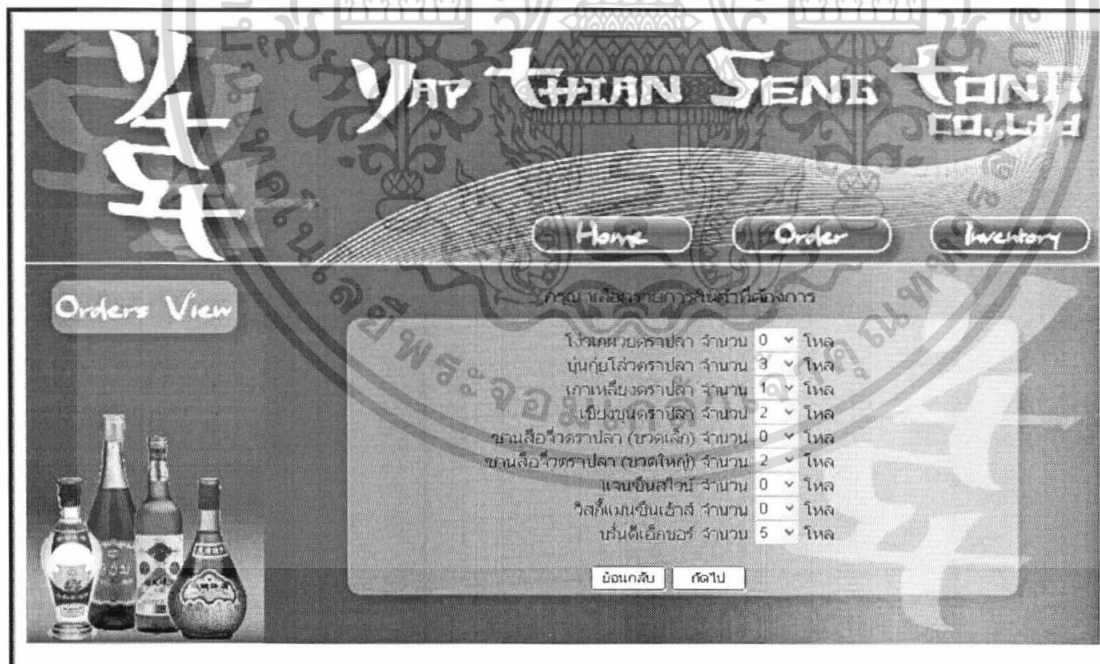 YAP THIAN SENG TONG
CO.,Ltd
Home Order Inventory
Orders View
กรุณาเลือกรายการสินค้าที่ต้องการ
โง้วเกผ่วยตราปลา จำนวน 0 โหล
บุ่นกุ่ยโล่วตราปลา จำนวน 3 โหล
เกาเหลียงตราปลา จำนวน 1 โหล
เชียงชุนตราปลา จำนวน 2 โหล
ซานสือจิ่วตราปลา (ขวดเล็ก) จำนวน 0 โหล
ซานสือจิ่วตราปลา (ขวดใหญ่) จำนวน 2 โหล
แจนซีนสไวน์ จำนวน 0 โหล
วิสกี้แมนชั่นเฮ้าส์ จำนวน 0 โหล
บรั่นดีเอ็กขอร์ จำนวน 5 โหล
ย้อนกลับ ถัดไป